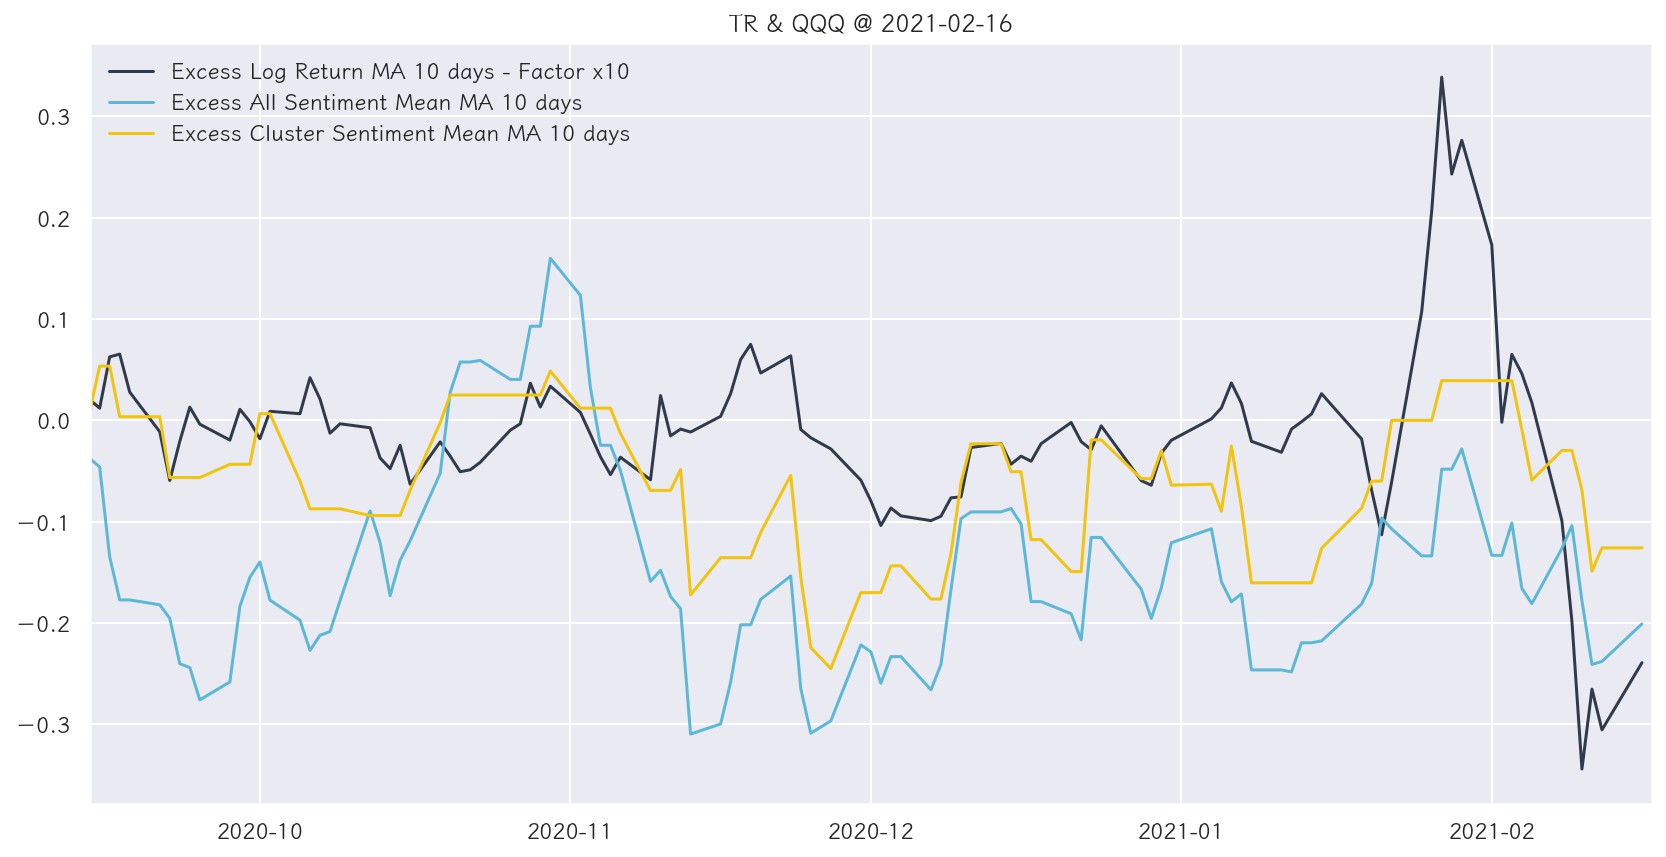 TR & QQQ @ 2021-02-16
Excess Log Return MA 10 days - Factor x10
Excess All Sentiment Mean MA 10 days
Excess Cluster Sentiment Mean MA 10 days
0.3
0.2
0.1
0.0
−0.1
−0.2
−0.3
2020-10 2020-11 2020-12 2021-01 2021-02